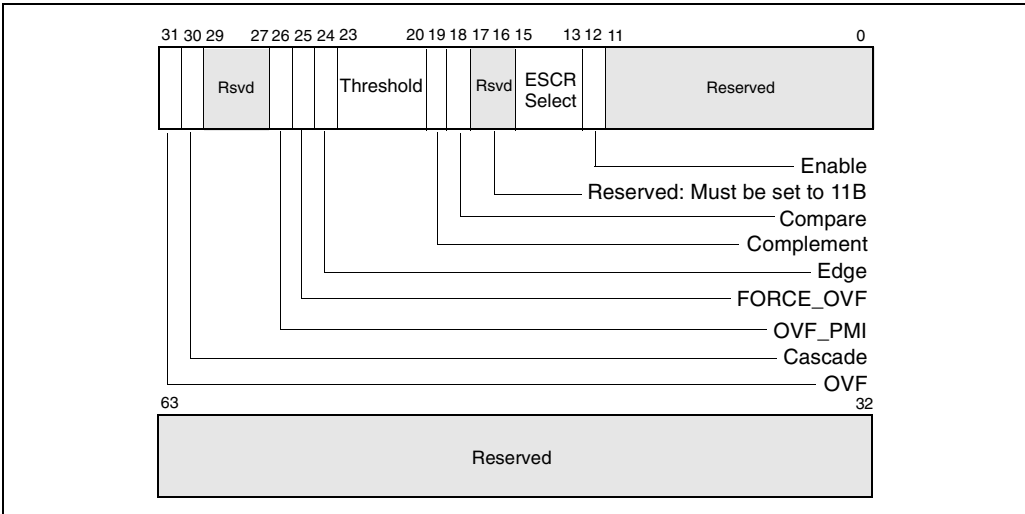 31 30 29 27 26 25 24 23 20 19 18 17 16 15 13 12 11 0
Rsvd Threshold Rsvd ESCR Reserved
Select
Enable
Reserved: Must be set to 11B
Compare
Complement
Edge
FORCE_OVF
OVF_PMI
Cascade
OVF
63 32
Reserved